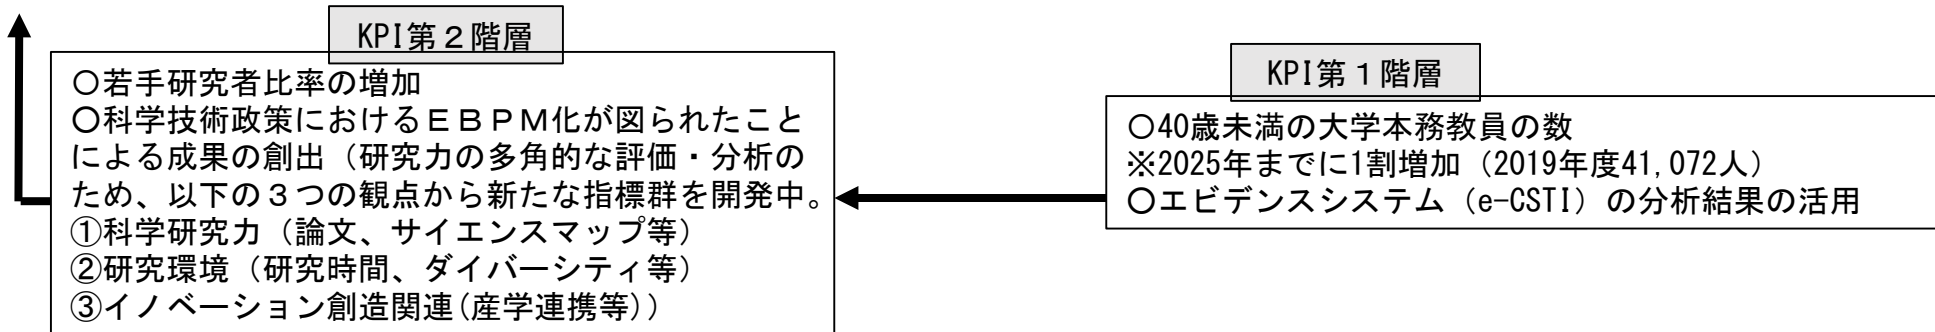 KPI第２階層
〇若手研究者比率の増加
〇科学技術政策におけるＥＢＰＭ化が図られたこと
による成果の創出（研究力の多角的な評価・分析の
ため、以下の３つの観点から新たな指標群を開発中。
①科学研究力（論文、サイエンスマップ等）
②研究環境（研究時間、ダイバーシティ等）
③イノベーション創造関連(産学連携等)）
KPI第１階層
〇40歳未満の大学本務教員の数
※2025年までに1割増加（2019年度41,072人）
〇エビデンスシステム（e-CSTI）の分析結果の活用